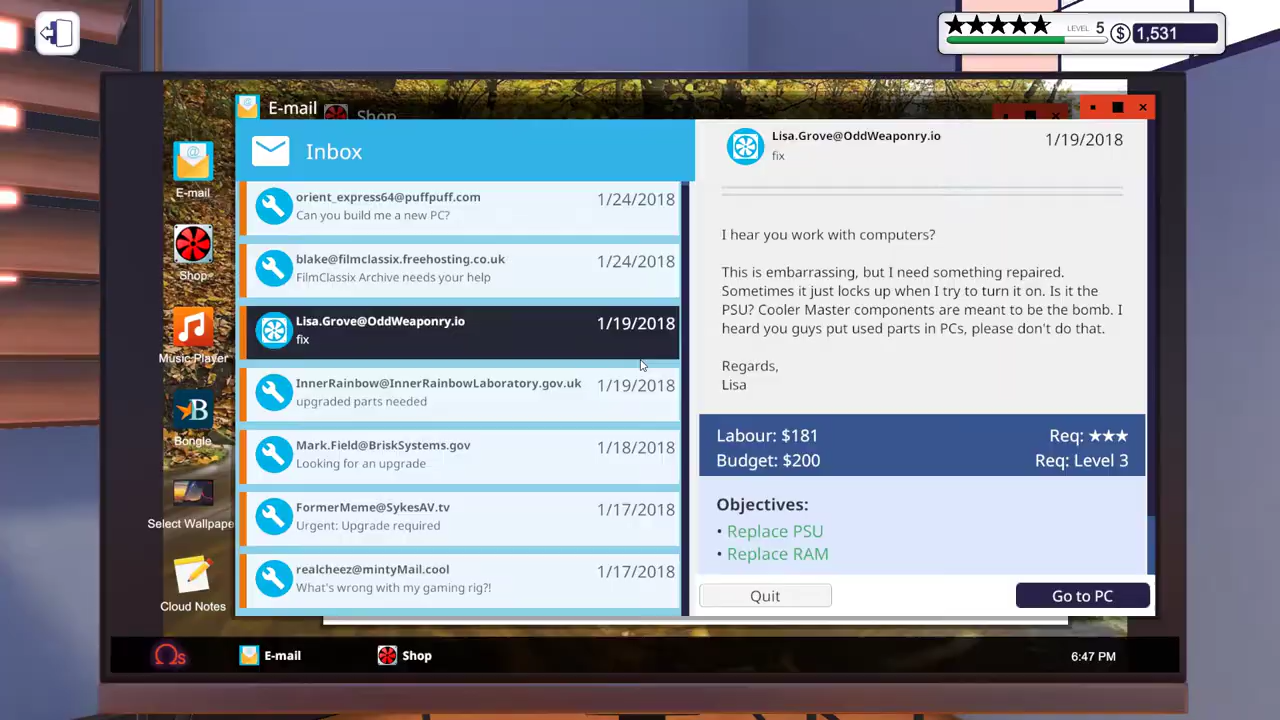 LEVEL 5 $ 1,531
E-mail
Shop
Inbox
orient_express64@puffpuff.com 1/24/2018
Can you build me a new PC?
blake@filmclassix.freehosting.co.uk 1/24/2018
FilmClassix Archive needs your help
Lisa.Grove@OddWeaponry.io 1/19/2018
fix
InnerRainbow@InnerRainbowLaboratory.gov.uk 1/19/2018
upgraded parts needed
Mark.Field@BriskSystems.gov 1/18/2018
Looking for an upgrade
FormerMeme@SykesAV.tv 1/17/2018
Urgent: Upgrade required
realcheez@mintyMail.cool 1/17/2018
What's wrong with my gaming rig?!
Lisa.Grove@OddWeaponry.io 1/19/2018
fix
I hear you work with computers?
This is embarrassing, but I need something repaired.
Sometimes it just locks up when I try to turn it on. Is it the
PSU? Cooler Master components are meant to be the bomb. I
heard you guys put used parts in PCs, please don't do that.
Regards,
Lisa
Labour: $181 Req: ★★★
Budget: $200 Req: Level 3
Objectives:
• Replace PSU
• Replace RAM
Quit
Go to PC
E-mail
Shop
Music Player
B
Bongle
Select Wallpape
Cloud Notes
Ωs
E-mail
Shop
6:47 PM